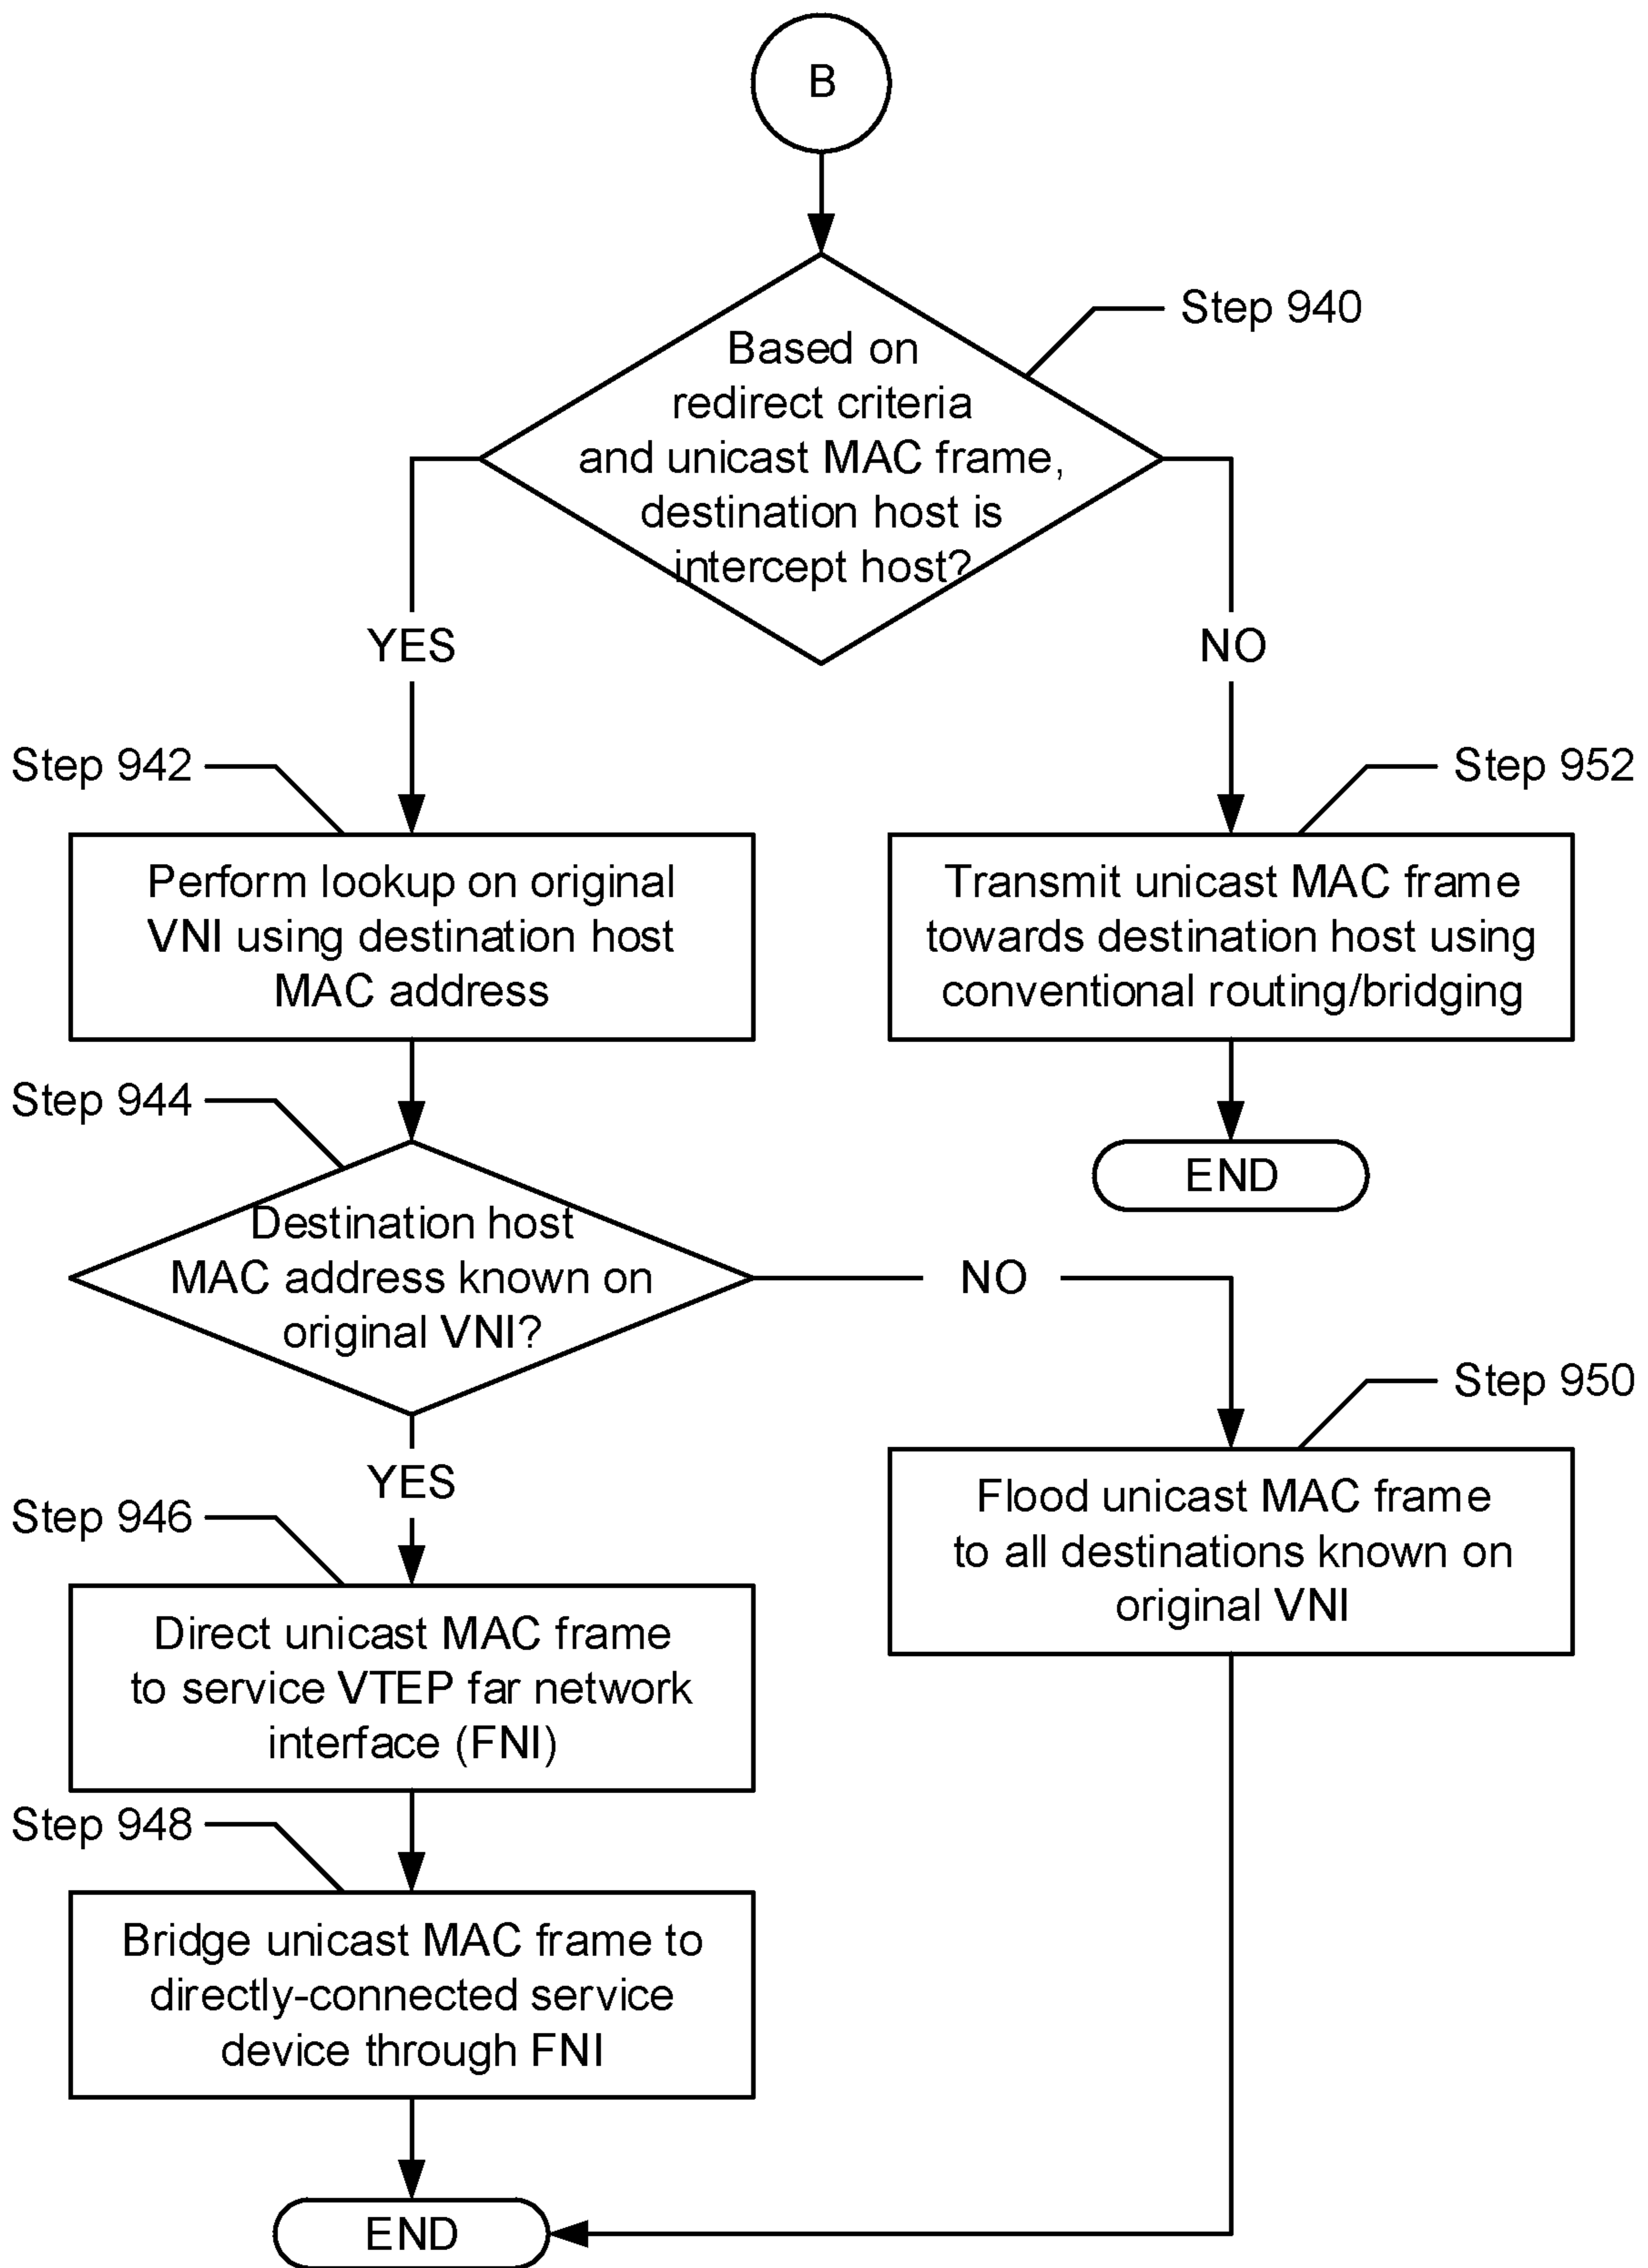 B
Step 940
Based on
redirect criteria
and unicast MAC frame,
destination host is
intercept host?
YES
NO
Step 942
Step 952
Perform lookup on original
VNI using destination host
MAC address
Transmit unicast MAC frame
towards destination host using
conventional routing/bridging
Step 944
END
Destination host
MAC address known on
original VNI?
NO
Step 950
YES
Flood unicast MAC frame
to all destinations known on
original VNI
Step 946
Direct unicast MAC frame
to service VTEP far network
interface (FNI)
Step 948
Bridge unicast MAC frame to
directly-connected service
device through FNI
END